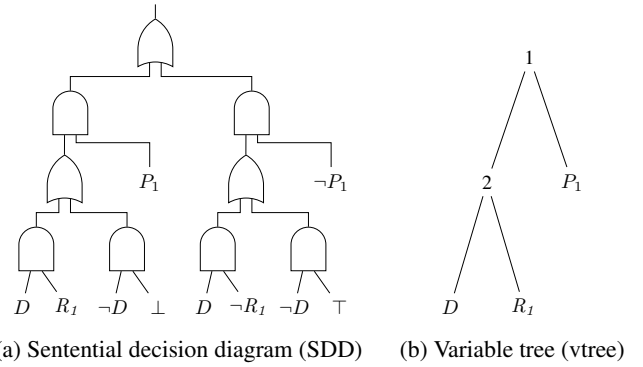 1
P₁ ¬P₁ 2 P₁
D R₁ ¬D ⊥ D ¬R₁ ¬D ⊤ D R₁
(a) Sentential decision diagram (SDD) (b) Variable tree (vtree)